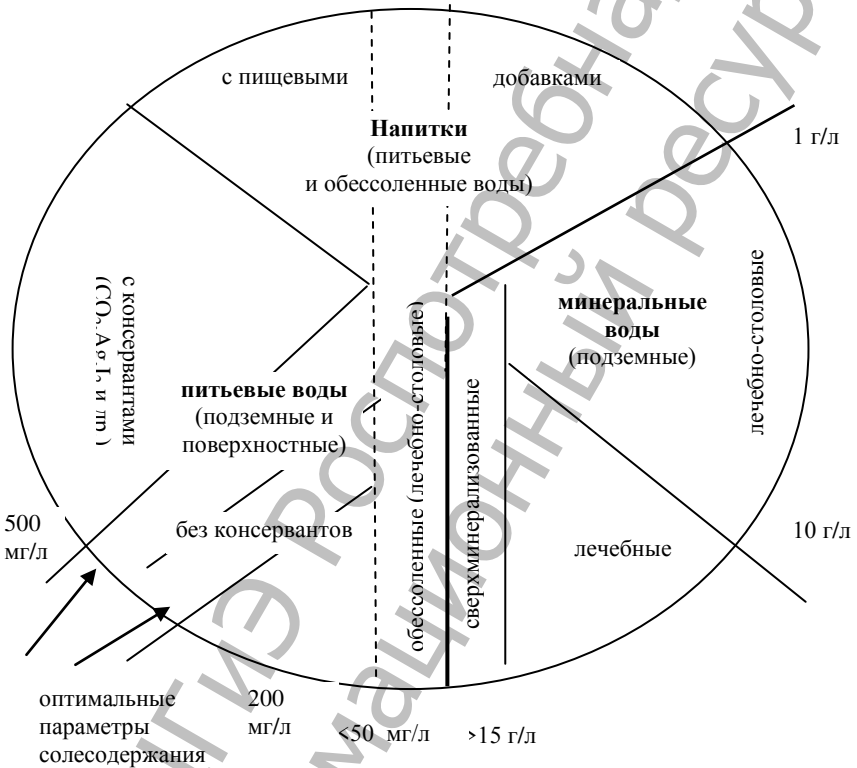 с пищевыми
добавками
Напитки
(питьевые
и обессоленные воды)
1 г/л
с консервантами
минеральные
воды
(подземные)
лечебно-столовые
питьевые воды
(подземные и
поверхностные)
обессоленные (лечебно-столовые)
сверхминерализованные
500
мг/л
без консервантов
лечебные
10 г/л
оптимальные
параметры
солесодержания
200
мг/л
<50 мг/л
>15 г/л